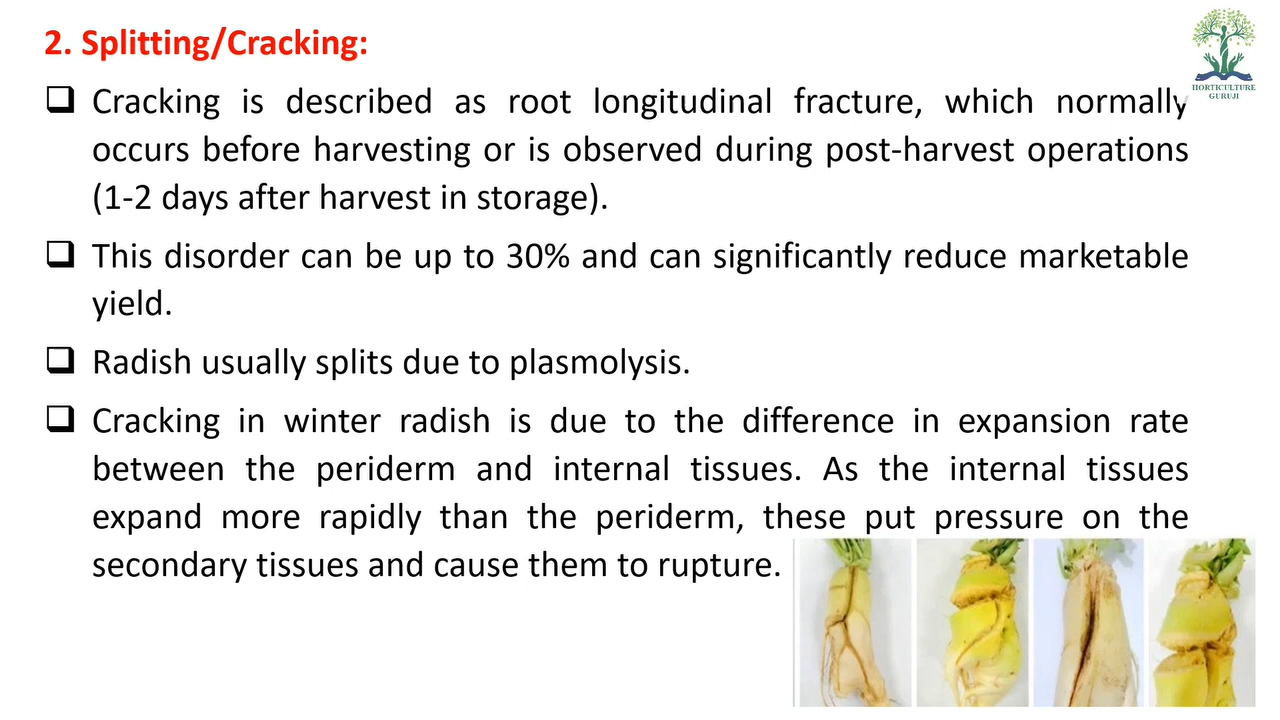 2. Splitting/Cracking:
HORTICULTURE
GURUJI
❑ Cracking is described as root longitudinal fracture, which normally
occurs before harvesting or is observed during post-harvest operations
(1-2 days after harvest in storage).
❑ This disorder can be up to 30% and can significantly reduce marketable
yield.
❑ Radish usually splits due to plasmolysis.
❑ Cracking in winter radish is due to the difference in expansion rate
between the periderm and internal tissues. As the internal tissues
expand more rapidly than the periderm, these put pressure on the
secondary tissues and cause them to rupture.